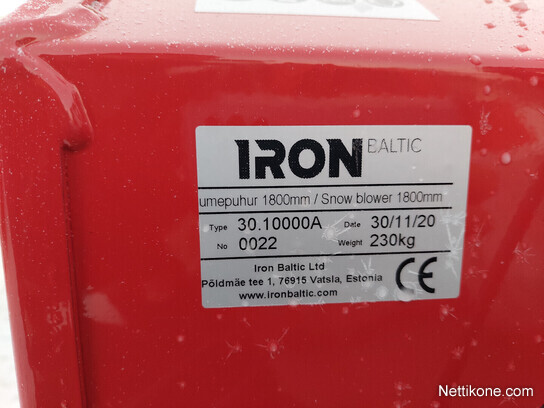 IRON BALTIC
umepuhur 1800mm / Snow blower 1800mm
Type 30.10000A Date 30/11/20
No 0022 Weight 230kg
Iron Baltic Ltd
Põldmäe tee 1, 76915 Vatsla, Estonia
www.ironbaltic.com
CE
Nettikone.com